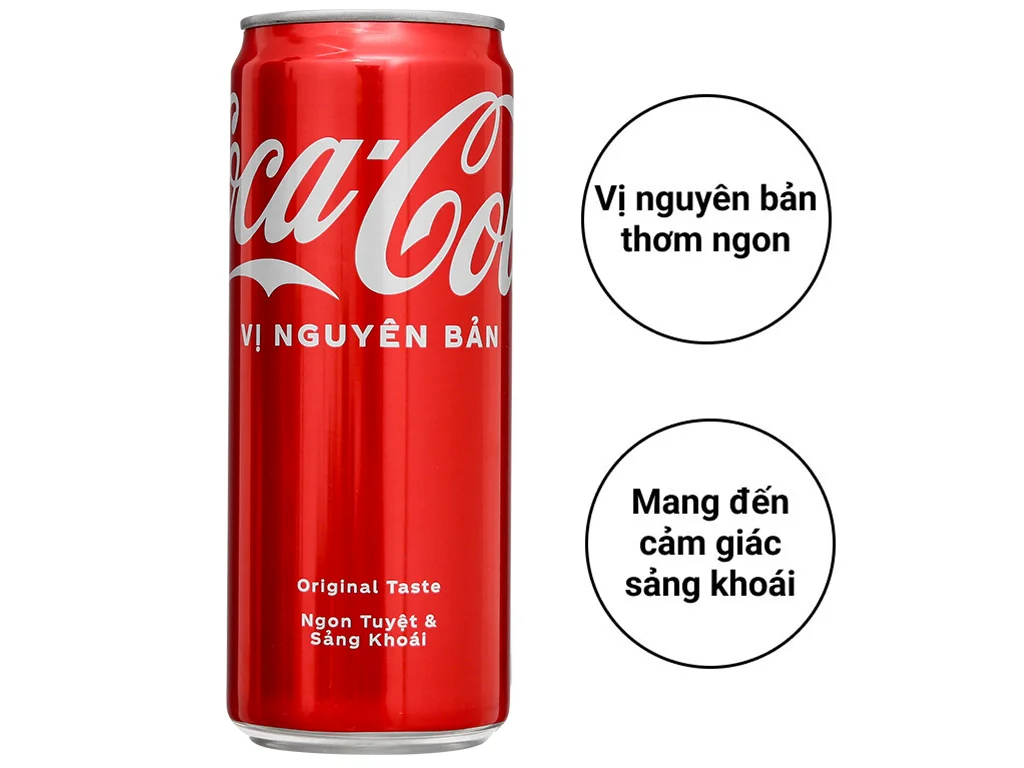 Coca-Cola
VỊ NGUYÊN BẢN
Original Taste
Ngon Tuyệt &
Sảng Khoái
Vị nguyên bản
thơm ngon
Mang đến
cảm giác
sảng khoái